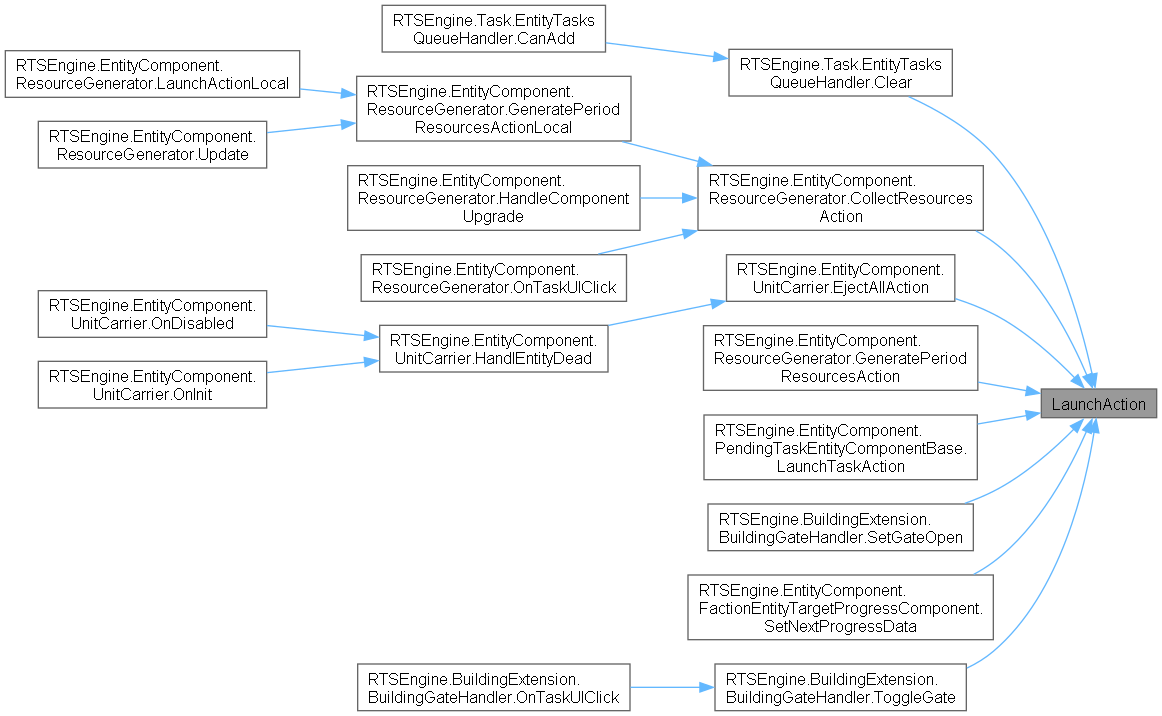 RTSEngine.Task.EntityTasks
QueueHandler.CanAdd
RTSEngine.Task.EntityTasks
QueueHandler.Clear
RTSEngine.EntityComponent.
ResourceGenerator.LaunchActionLocal
RTSEngine.EntityComponent.
ResourceGenerator.GeneratePeriod
ResourcesActionLocal
RTSEngine.EntityComponent.
ResourceGenerator.Update
RTSEngine.EntityComponent.
ResourceGenerator.HandleComponent
Upgrade
RTSEngine.EntityComponent.
ResourceGenerator.CollectResources
Action
RTSEngine.EntityComponent.
ResourceGenerator.OnTaskUIClick
RTSEngine.EntityComponent.
UnitCarrier.EjectAllAction
RTSEngine.EntityComponent.
UnitCarrier.OnDisabled
RTSEngine.EntityComponent.
UnitCarrier.HandlEntityDead
RTSEngine.EntityComponent.
UnitCarrier.OnInit
RTSEngine.EntityComponent.
ResourceGenerator.GeneratePeriod
ResourcesAction
LaunchAction
RTSEngine.EntityComponent.
PendingTaskEntityComponentBase.
LaunchTaskAction
RTSEngine.BuildingExtension.
BuildingGateHandler.SetGateOpen
RTSEngine.EntityComponent.
FactionEntityTargetProgressComponent.
SetNextProgressData
RTSEngine.BuildingExtension.
BuildingGateHandler.OnTaskUIClick
RTSEngine.BuildingExtension.
BuildingGateHandler.ToggleGate